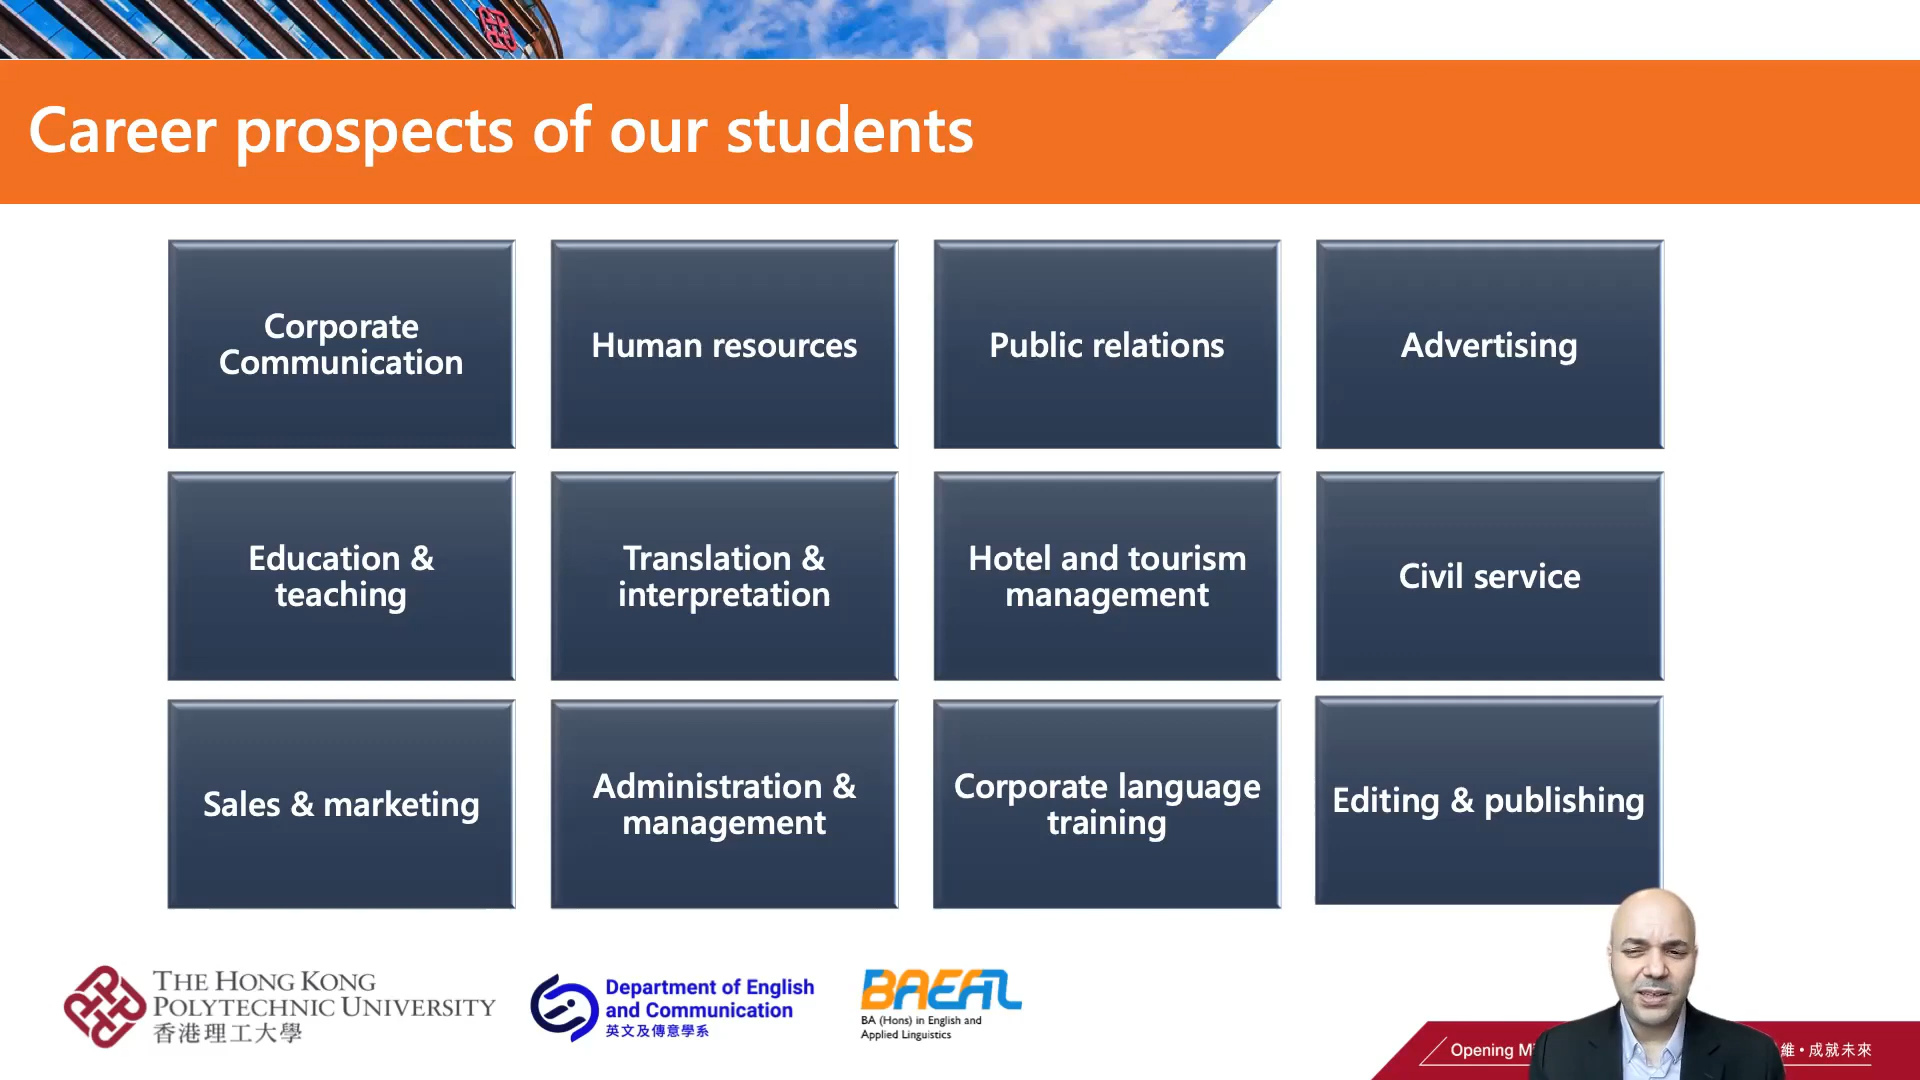 Career prospects of our students
Corporate
Communication
Human resources
Public relations
Advertising
Education &
teaching
Translation &
interpretation
Hotel and tourism
management
Civil service
Sales & marketing
Administration &
management
Corporate language
training
Editing & publishing
THE HONG KONG
POLYTECHNIC UNIVERSITY
香港理工大學
Department of English
and Communication
英文及傳意學系
BAEAL
BA (Hons) in English and
Applied Linguistics
Opening
維 • 成就未來